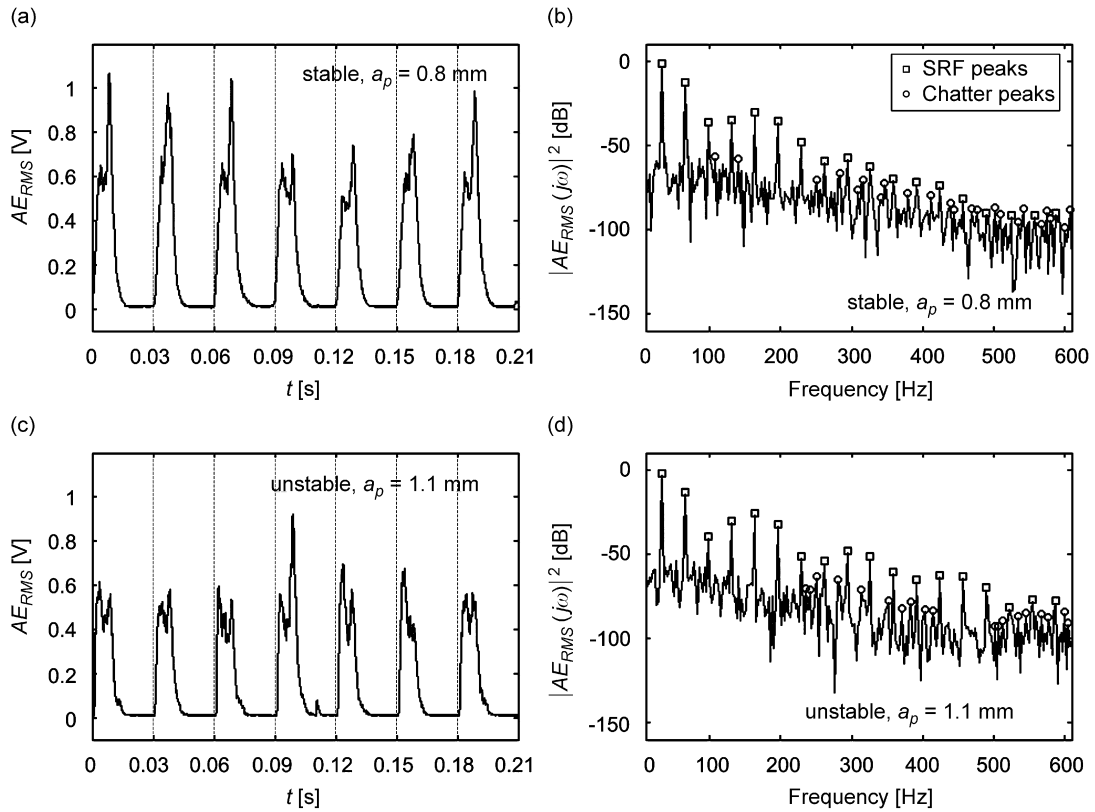 (a)
stable, aₚ = 0.8 mm
1
0.8
0.6
0.4
0.2
0
AE_RMS [V]
0 0.03 0.06 0.09 0.12 0.15 0.18 0.21
t [s]
(b)
SRF peaks
Chatter peaks
0
-50
-100
-150
|AE_RMS(jω)|² [dB]
stable, aₚ = 0.8 mm
0 100 200 300 400 500 600
Frequency [Hz]
(c)
unstable, aₚ = 1.1 mm
1
0.8
0.6
0.4
0.2
0
AE_RMS [V]
0 0.03 0.06 0.09 0.12 0.15 0.18 0.21
t [s]
(d)
0
-50
-100
-150
|AE_RMS(jω)|² [dB]
unstable, aₚ = 1.1 mm
0 100 200 300 400 500 600
Frequency [Hz]